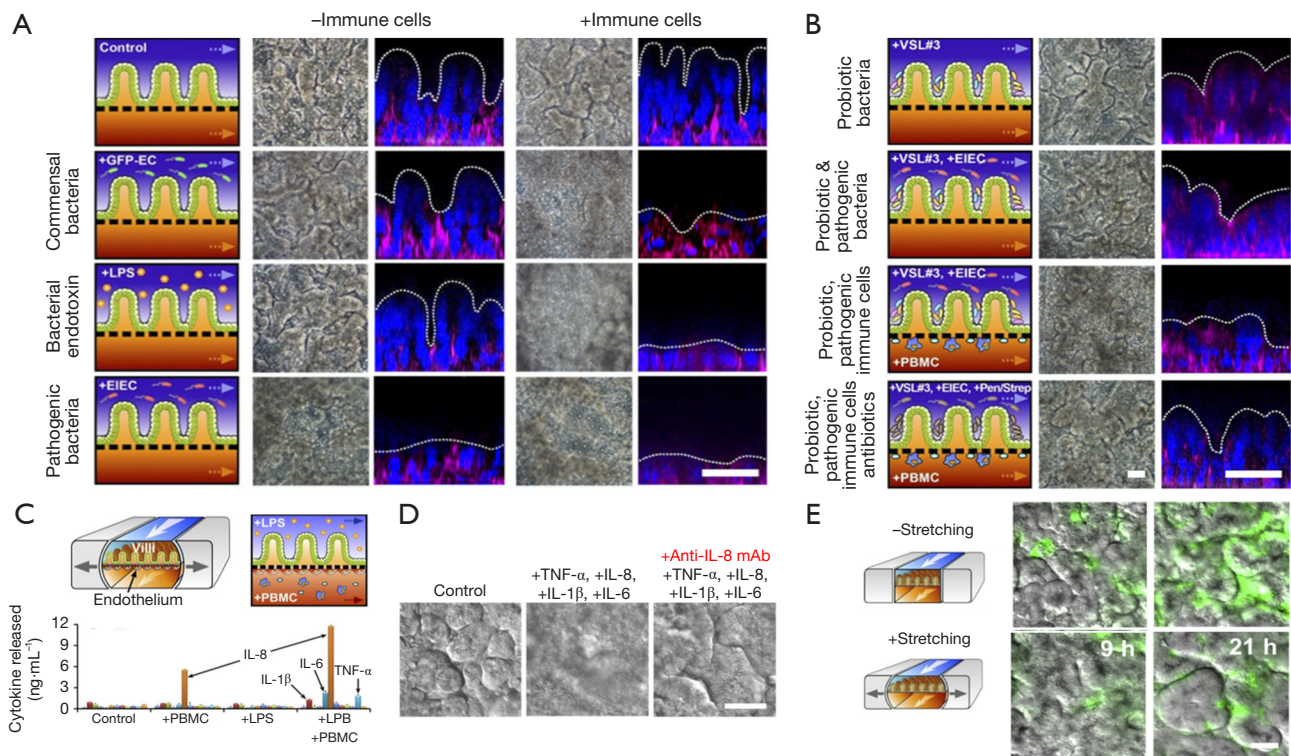 A
–Immune cells
+Immune cells
Control
Commensal
bacteria
+GFP-EC
Bacterial
endotoxin
+LPS
Pathogenic
bacteria
+EIEC
B
Probiotic
bacteria
+VSL#3
Probiotic &
pathogenic
bacteria
+VSL#3, +EIEC
Probiotic,
pathogenic
immune cells
+VSL#3, +EIEC
+PBMC
Probiotic,
pathogenic
immune cells
antibiotics
+VSL#3, +EIEC, +Pen/Strep
+PBMC
C
Villi
Endothelium
+LPS
+PBMC
Cytokine released
(ng·mL–1)
12
9
6
3
0
IL-8
IL-1β
IL-6
TNF-α
Control
+PBMC
+LPS
+LPB
+PBMC
D
Control
+TNF-α, +IL-8,
+IL-1β, +IL-6
+Anti-IL-8 mAb
+TNF-α, +IL-8,
+IL-1β, +IL-6
E
–Stretching
+Stretching
9 h
21 h